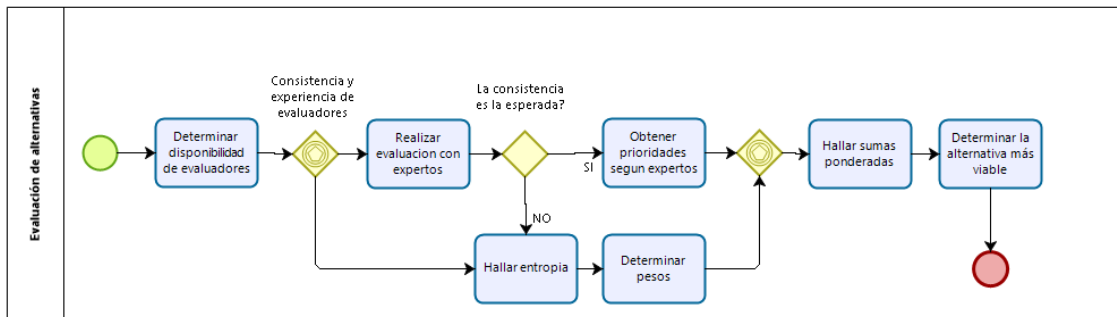 Evaluación de alternativas
Determinar
disponibilidad
de evaluadores
Consistencia y
experiencia de
evaluadores
Realizar
evaluacion con
expertos
La consistencia
es la esperada?
SI
NO
Obtener
prioridades
segun expertos
Hallar entropia
Determinar
pesos
Hallar sumas
ponderadas
Determinar la
alternativa más
viable